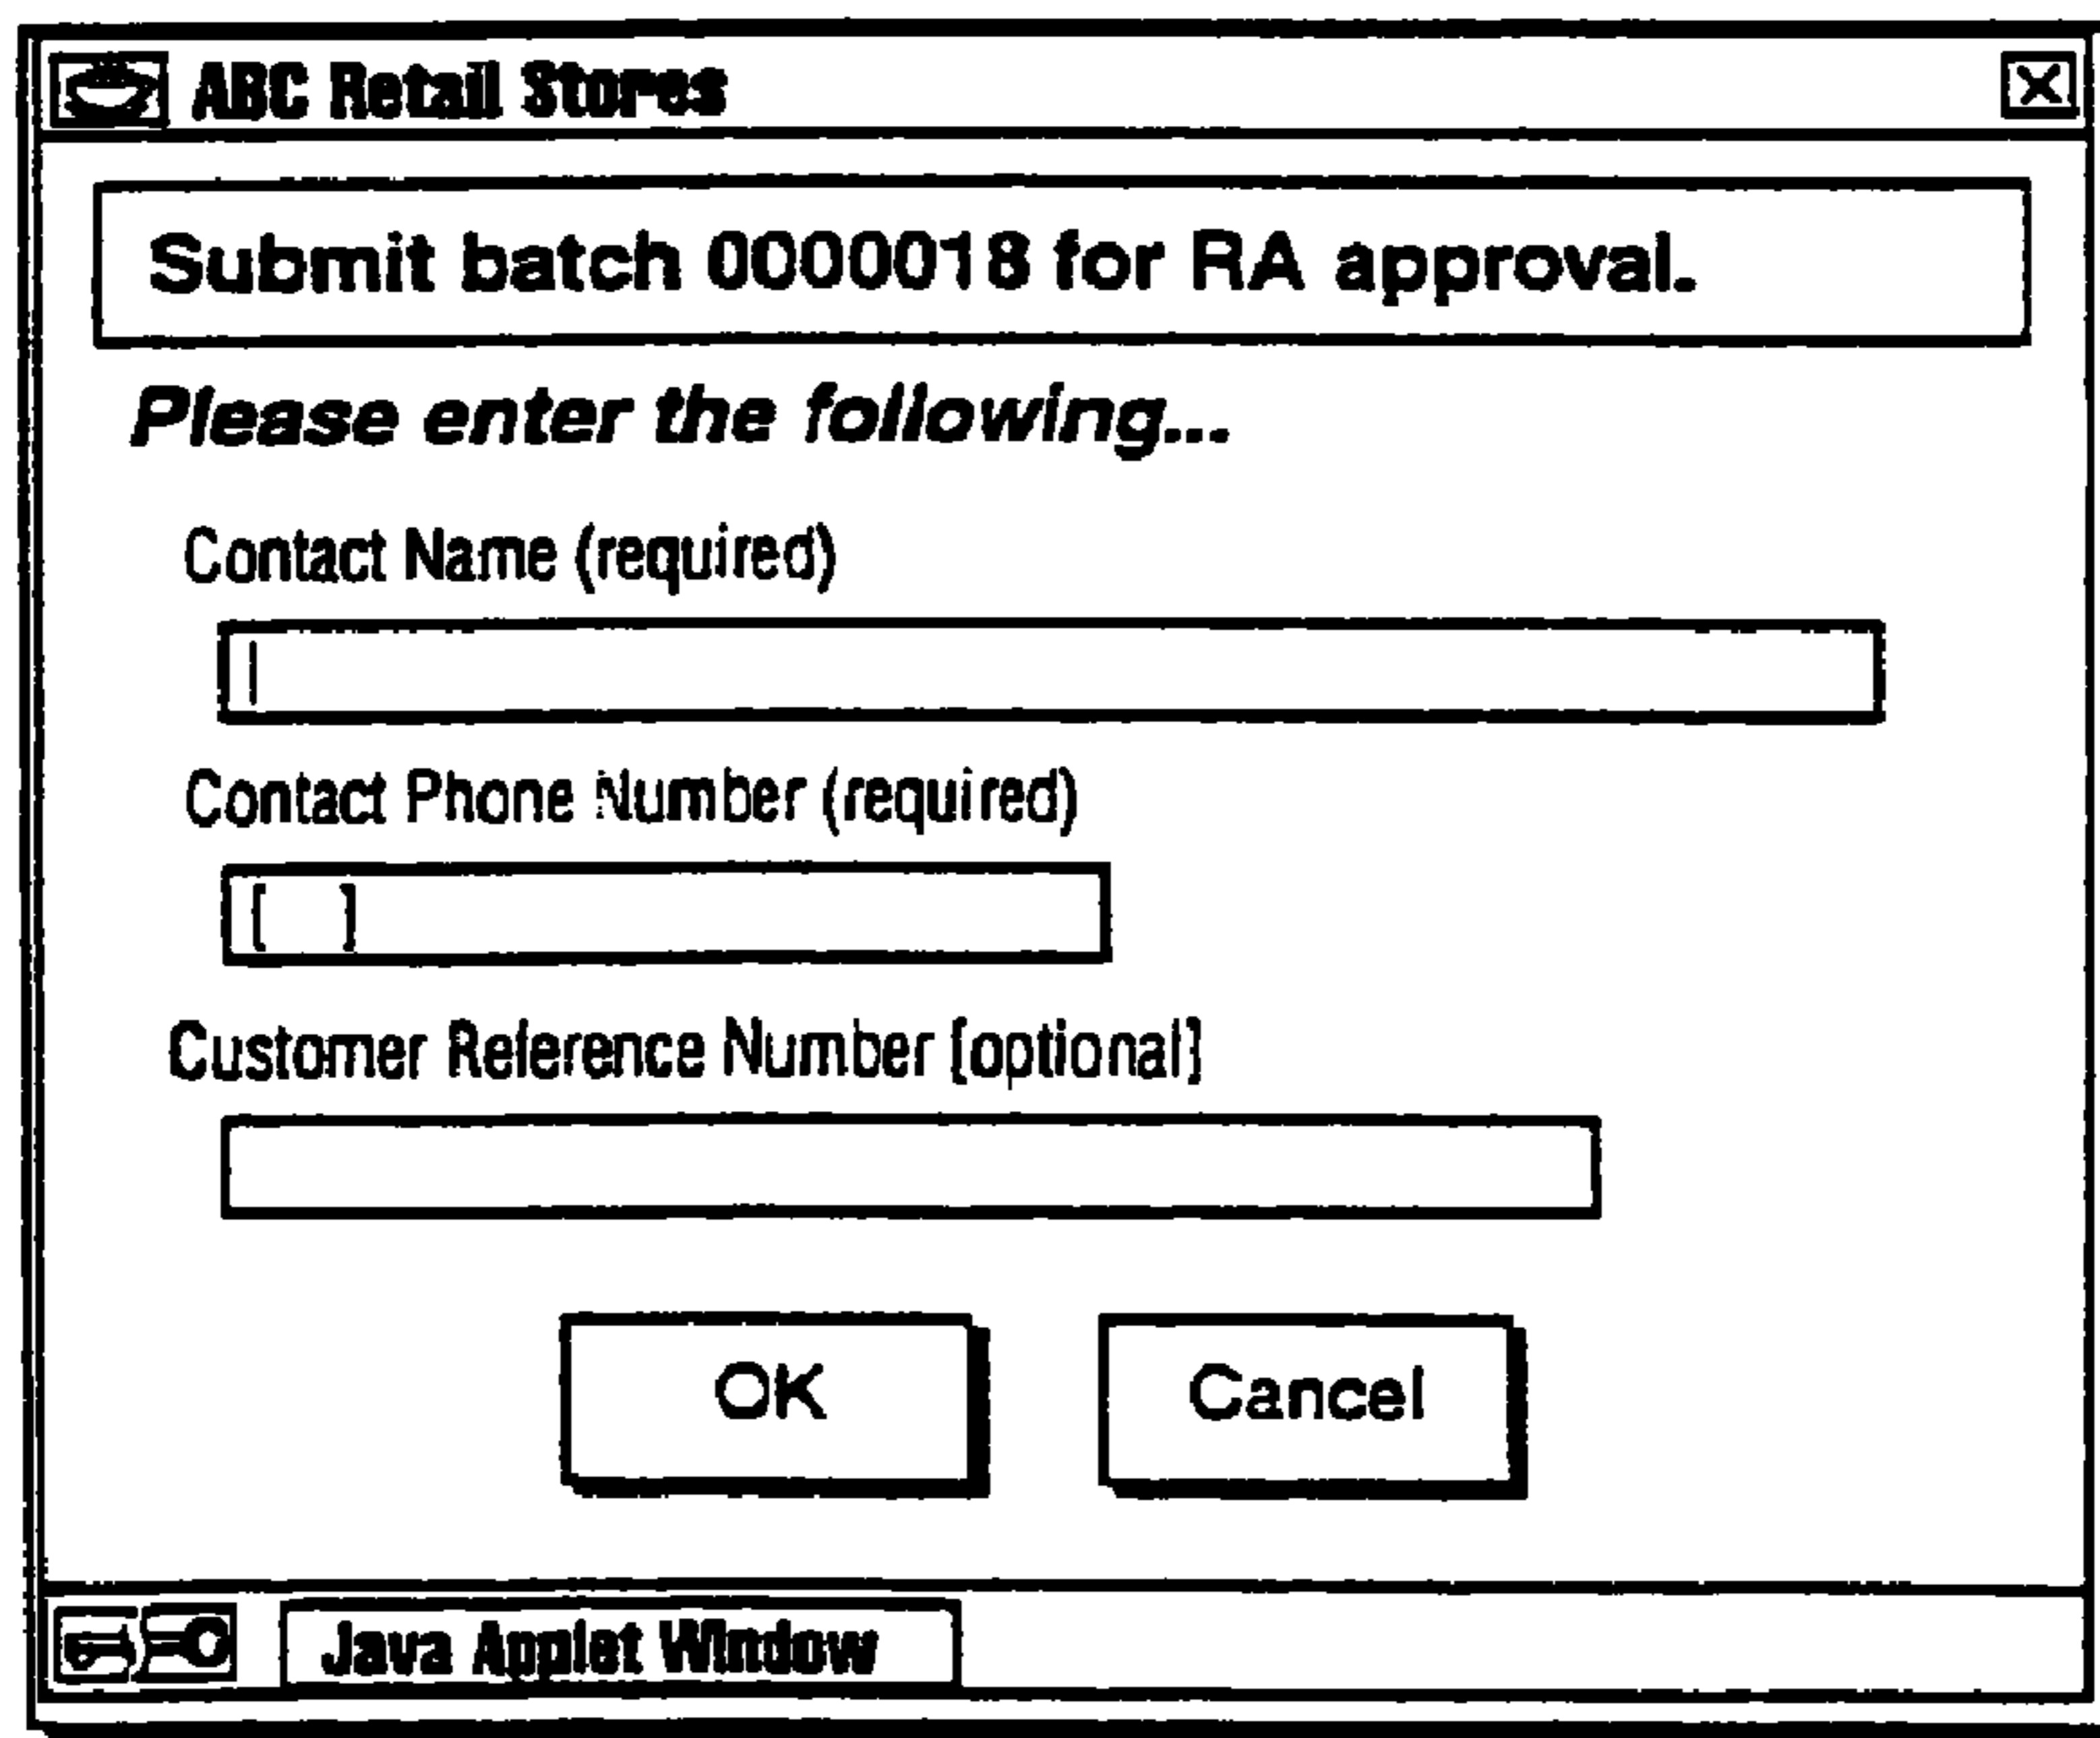 ABC Retail Stores
Submit batch 0000018 for RA approval.
Please enter the following...
Contact Name (required)
Contact Phone Number (required)
[ ]
Customer Reference Number [optional]
OK
Cancel
Java Applet Window